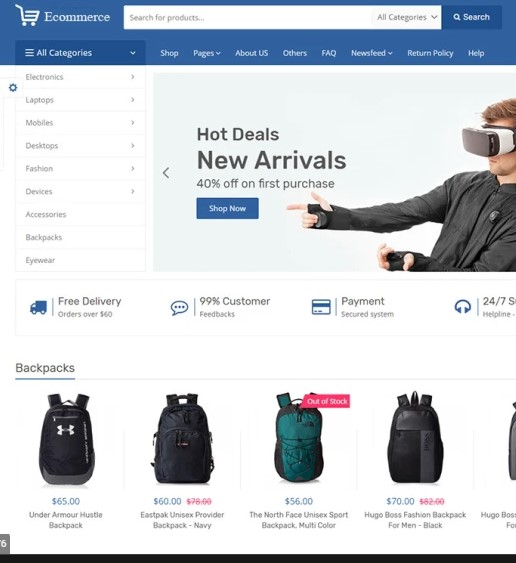 Ecommerce
Search for products...
All Categories
Search
All Categories
Shop
Pages
About US
Others
FAQ
Newsfeed
Return Policy
Help
Electronics
Laptops
Mobiles
Desktops
Fashion
Devices
Accessories
Backpacks
Eyewear
Hot Deals
New Arrivals
40% off on first purchase
Shop Now
Free Delivery
Orders over $60
99% Customer
Feedbacks
Payment
Secured system
24/7 S
Helpline -
Backpacks
Out of Stock
$65.00
Under Armour Hustle
Backpack
$60.00 $78.00
Eastpak Unisex Provider
Backpack - Navy
$56.00
The North Face Unisex Sport
Backpack, Multi Color
$70.00 $82.00
Hugo Boss Fashion Backpack
For Men - Black
Hugo Boss
Fo